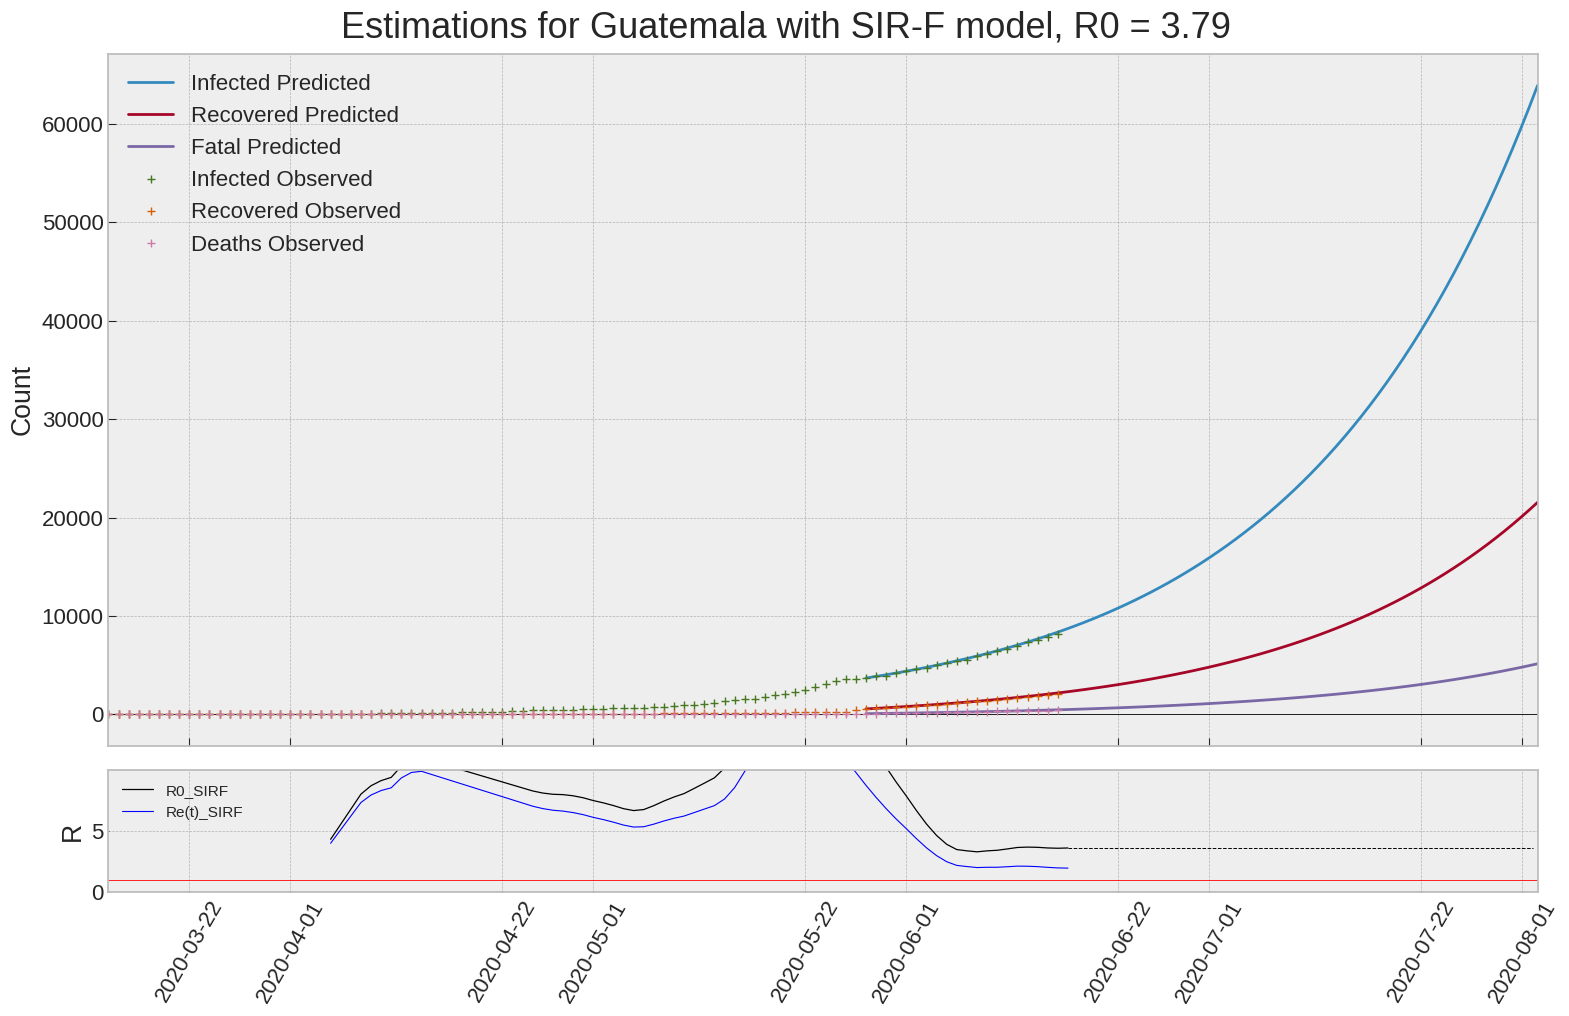 Estimations for Guatemala with SIR-F model, R0 = 3.79
Infected Predicted
Recovered Predicted
Fatal Predicted
Infected Observed
Recovered Observed
Deaths Observed
60000
50000
40000
30000
20000
10000
0
Count
R0_SIRF
Re(t)_SIRF
5
0
R
2020-03-22
2020-04-01
2020-04-22
2020-05-01
2020-05-22
2020-06-01
2020-06-22
2020-07-01
2020-07-22
2020-08-01